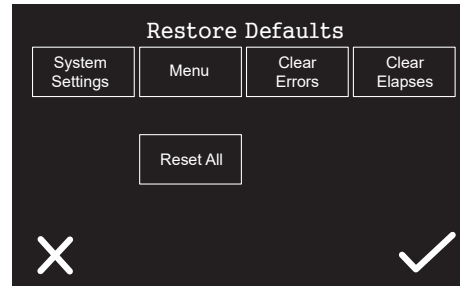 Restore Defaults
System
Settings
Menu
Clear
Errors
Clear
Elapses
Reset All